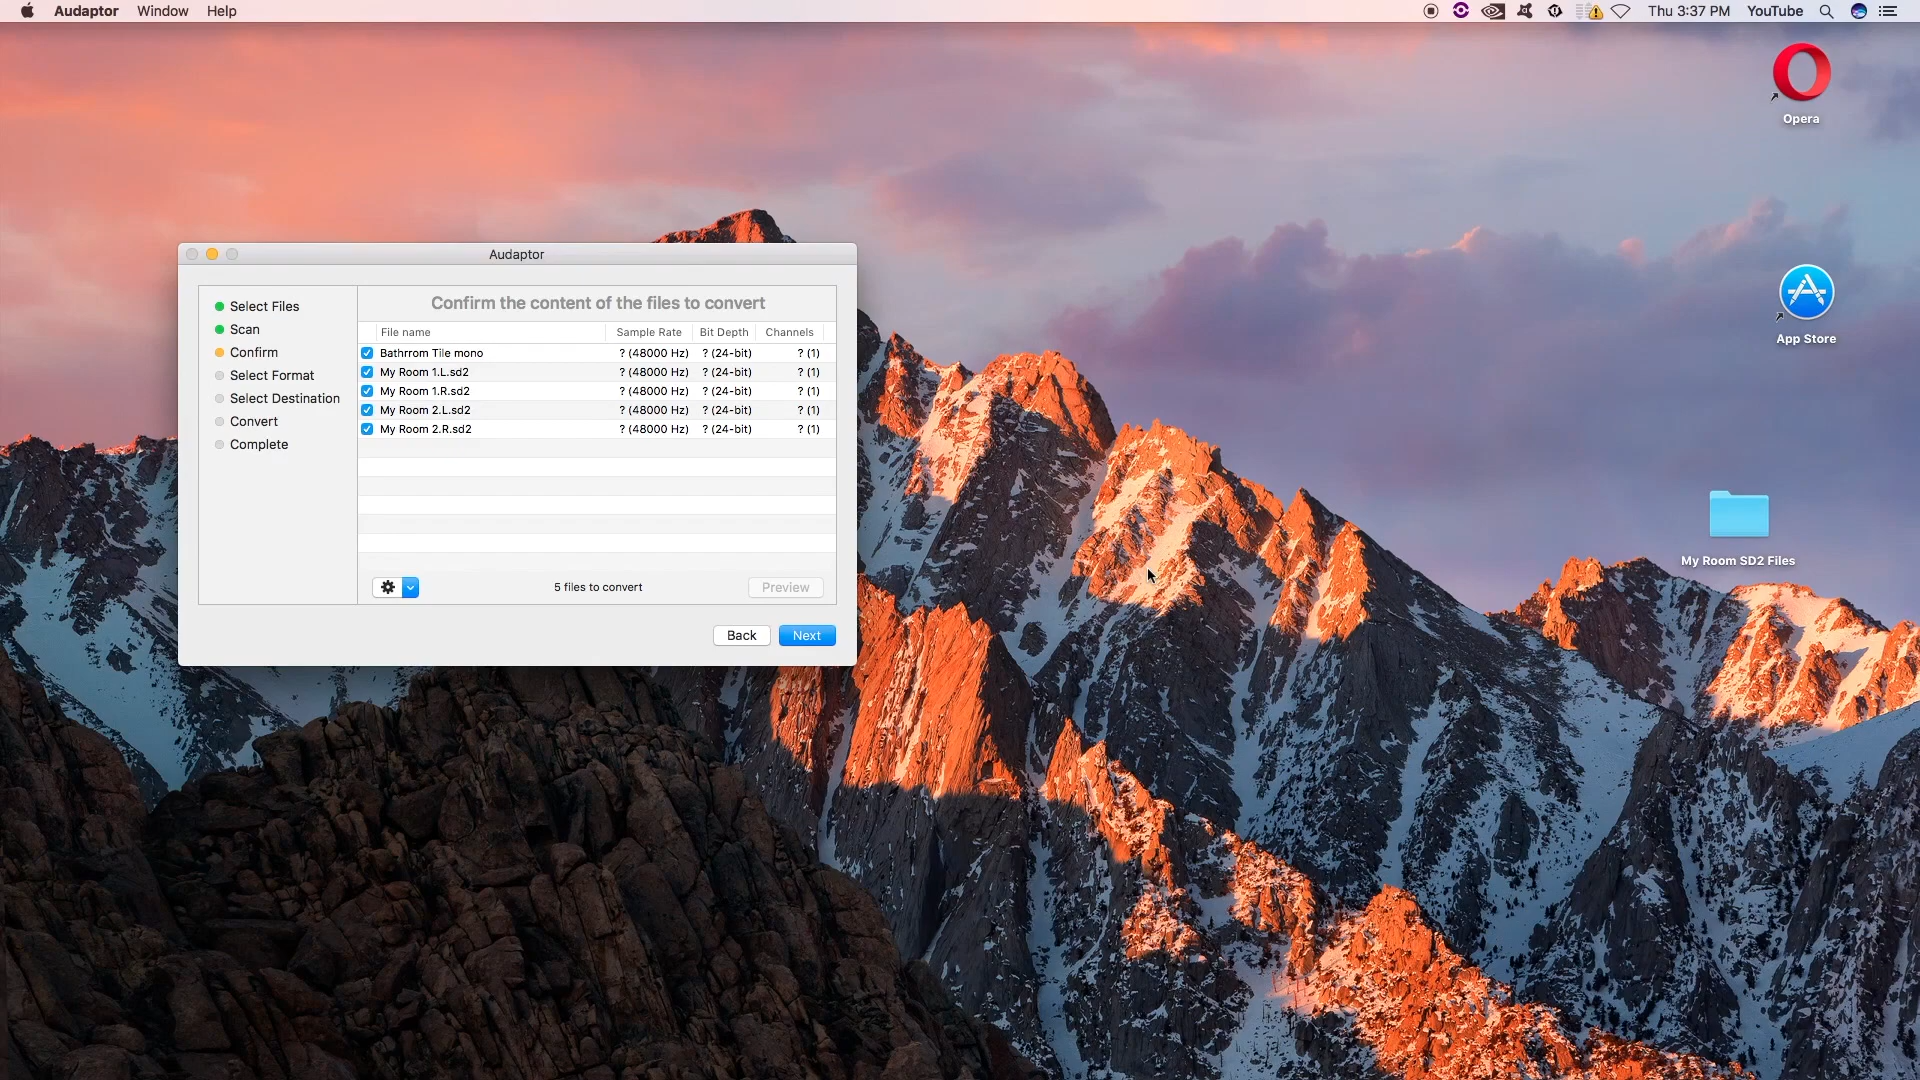 Audaptor Window Help
Thu 3:37 PM YouTube
Opera
App Store
My Room SD2 Files
Audaptor
Select Files
Scan
Confirm
Select Format
Select Destination
Convert
Complete
Confirm the content of the files to convert
File name Sample Rate Bit Depth Channels
Bathrrom Tile mono ? (48000 Hz) ? (24-bit) ? (1)
My Room 1.L.sd2 ? (48000 Hz) ? (24-bit) ? (1)
My Room 1.R.sd2 ? (48000 Hz) ? (24-bit) ? (1)
My Room 2.L.sd2 ? (48000 Hz) ? (24-bit) ? (1)
My Room 2.R.sd2 ? (48000 Hz) ? (24-bit) ? (1)
5 files to convert
Preview
Back Next